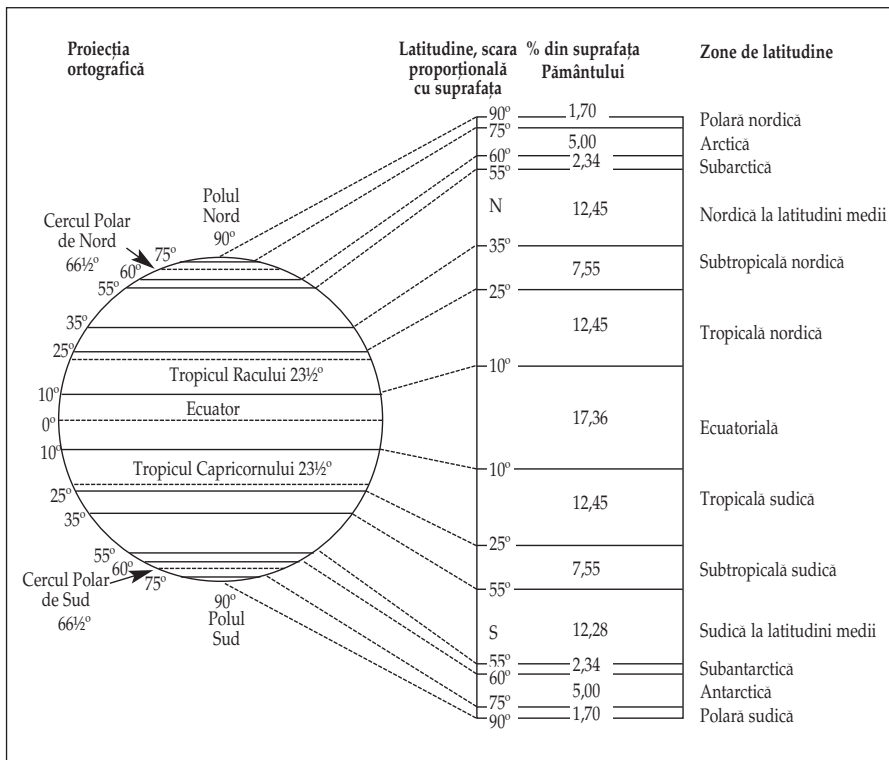 Proiecția
ortografică
Latitudine, scara
proporțională
cu suprafața
% din suprafața
Pământului
Zone de latitudine
Polul
Nord
90º
Cercul Polar
de Nord
66½º
75º
60º
55º
35º
25º
Tropicul Racului 23½º
10º
Ecuator
0º
10º
Tropicul Capricornului 23½º
25º
35º
55º
60º
75º
Cercul Polar
de Sud
66½º
90º
Polul
Sud
90º
1,70
Polară nordică
75º
5,00
Arctică
60º
2,34
Subarctică
55º
N
12,45
Nordică la latitudini medii
35º
7,55
Subtropicală nordică
25º
12,45
Tropicală nordică
10º
17,36
Ecuatorială
10º
12,45
Tropicală sudică
25º
7,55
Subtropicală sudică
55º
S
12,28
Sudică la latitudini medii
55º
2,34
Subantarctică
60º
5,00
Antarctică
75º
1,70
Polară sudică
90º